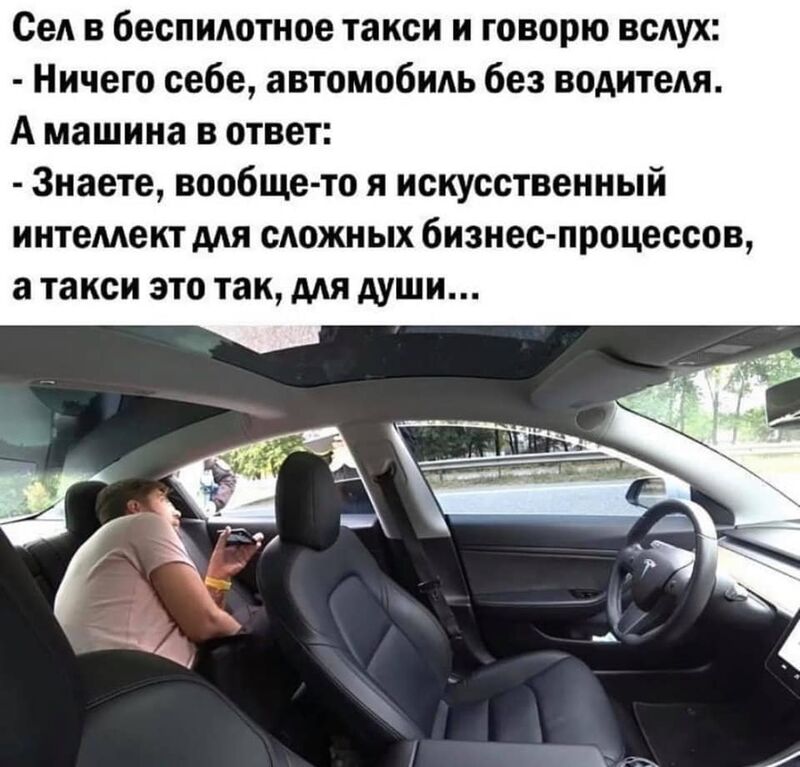 Сел в беспилотное такси и говорю вслух:
- Ничего себе, автомобиль без водителя.
А машина в ответ:
- Знаете, вообще-то я искусственный
интеллект для сложных бизнес-процессов,
а такси это так, для души...